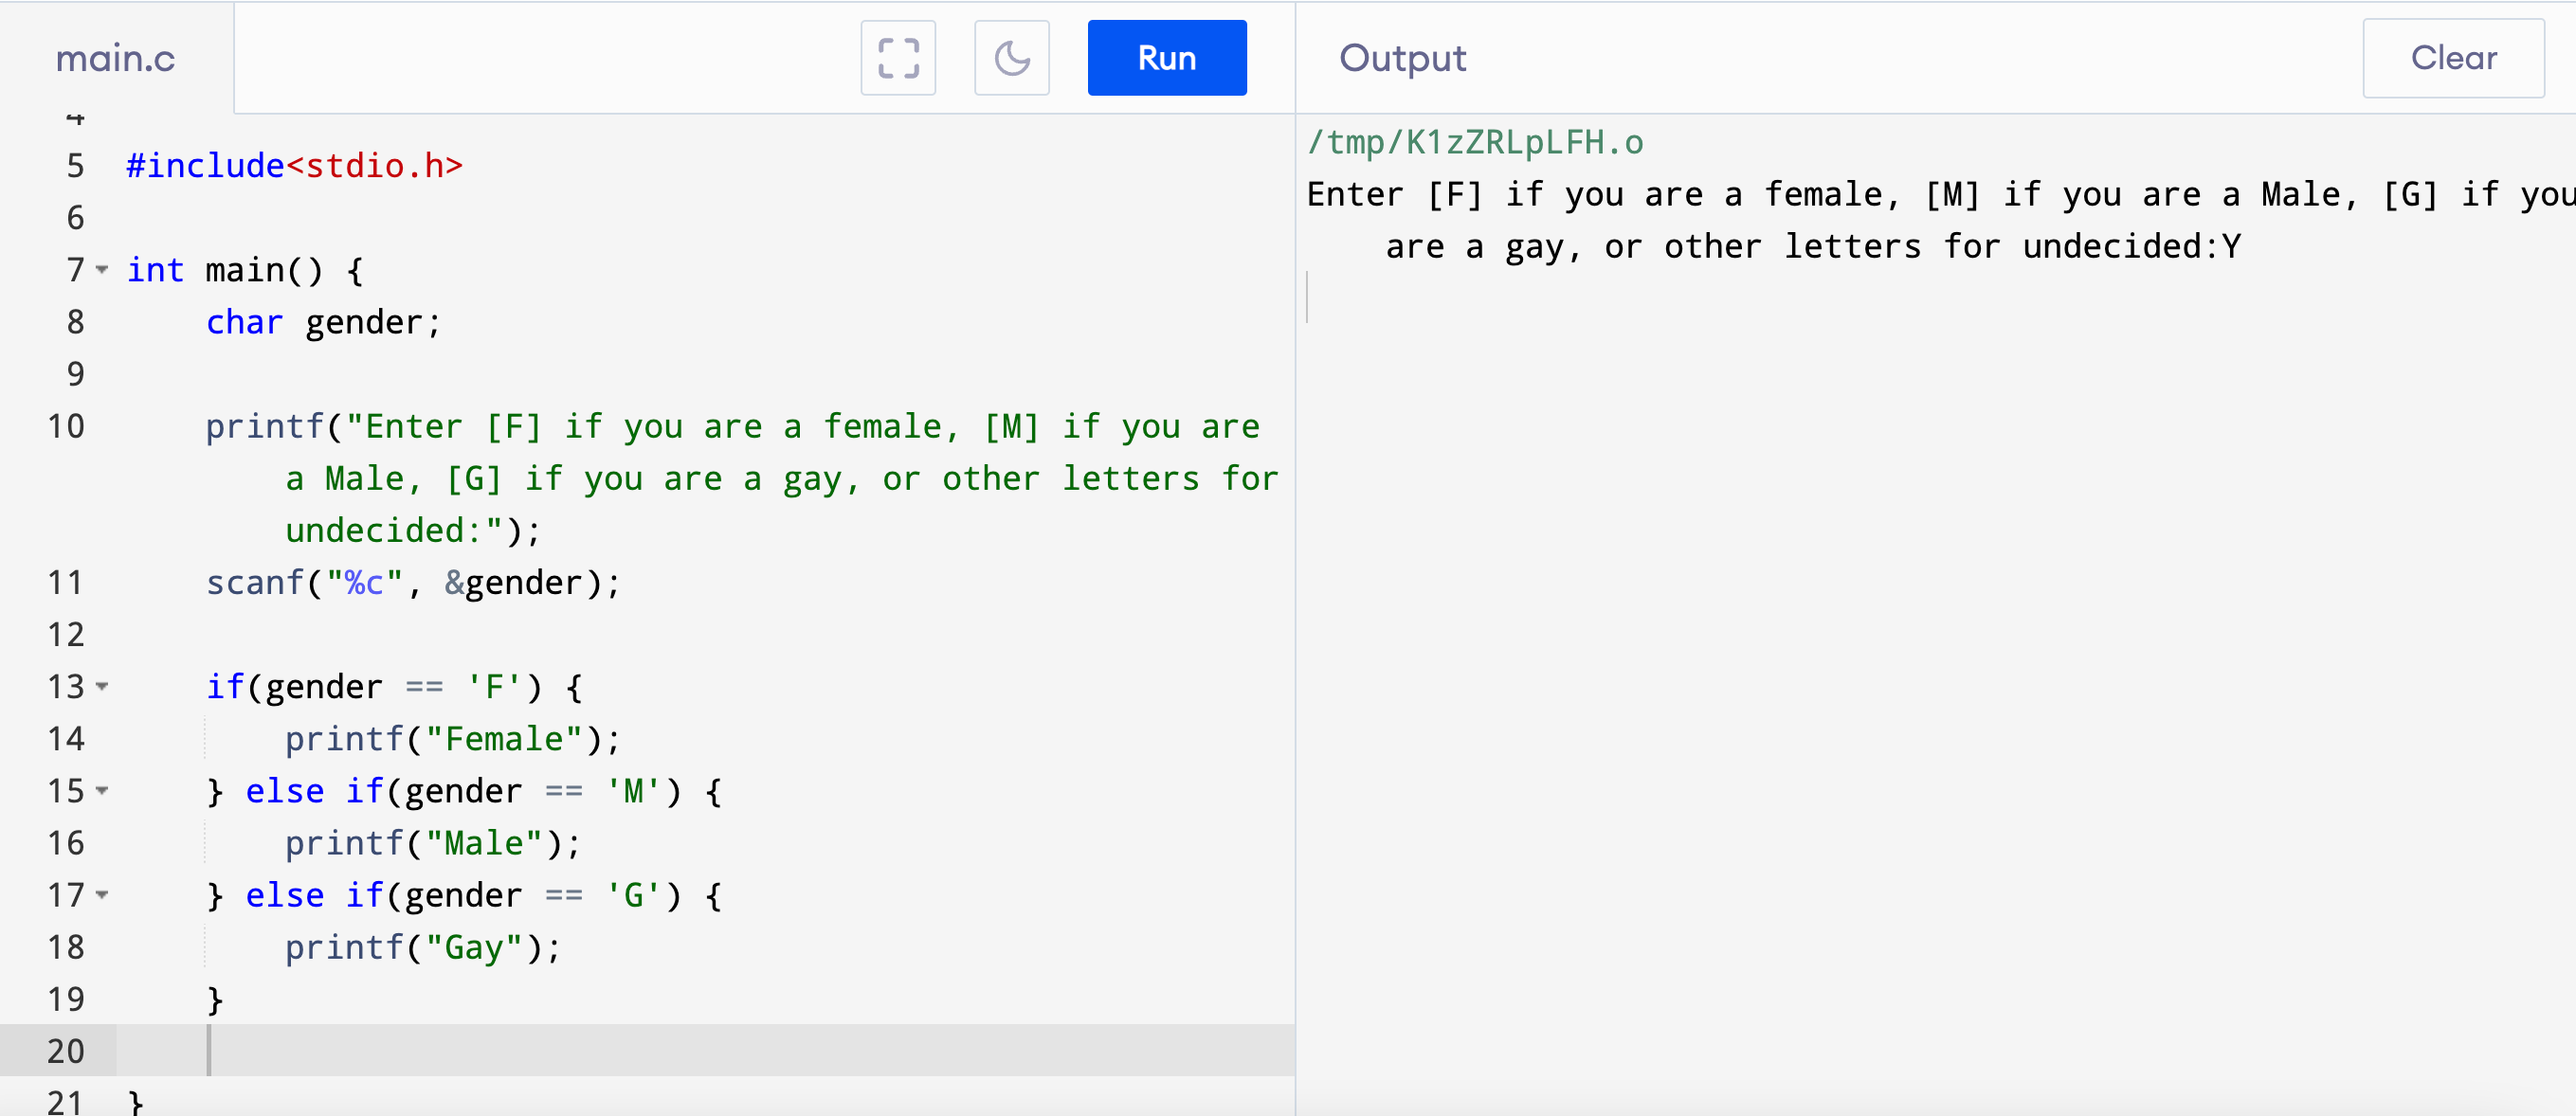 main.c
Run
Output
Clear
4
5 #include<stdio.h>
6
7 int main() {
8     char gender;
9
10     printf("Enter [F] if you are a female, [M] if you are
        a Male, [G] if you are a gay, or other letters for
        undecided:");
11     scanf("%c", &gender);
12
13     if(gender == 'F') {
14         printf("Female");
15     } else if(gender == 'M') {
16         printf("Male");
17     } else if(gender == 'G') {
18         printf("Gay");
19     }
20
21 }
/tmp/K1zZRLpLFH.o
Enter [F] if you are a female, [M] if you are a Male, [G] if you
    are a gay, or other letters for undecided:Y